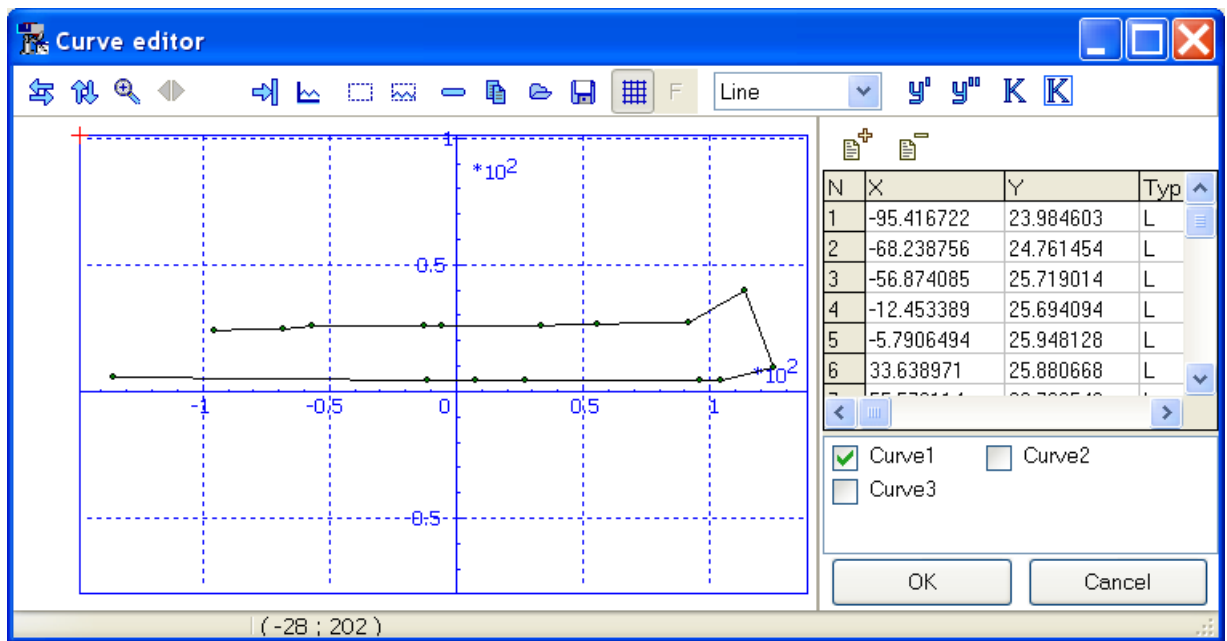 Curve editor
F Line y' y'' K K
1
*10²
0.5
*10²
-1 -0.5 0 0.5 1
-0.5
N X Y Typ
1 -95.416722 23.984603 L
2 -68.238756 24.761454 L
3 -56.874085 25.719014 L
4 -12.453389 25.694094 L
5 -5.7906494 25.948128 L
6 33.638971 25.880668 L
Curve1 Curve2
Curve3
OK Cancel
(-28 ; 202 )